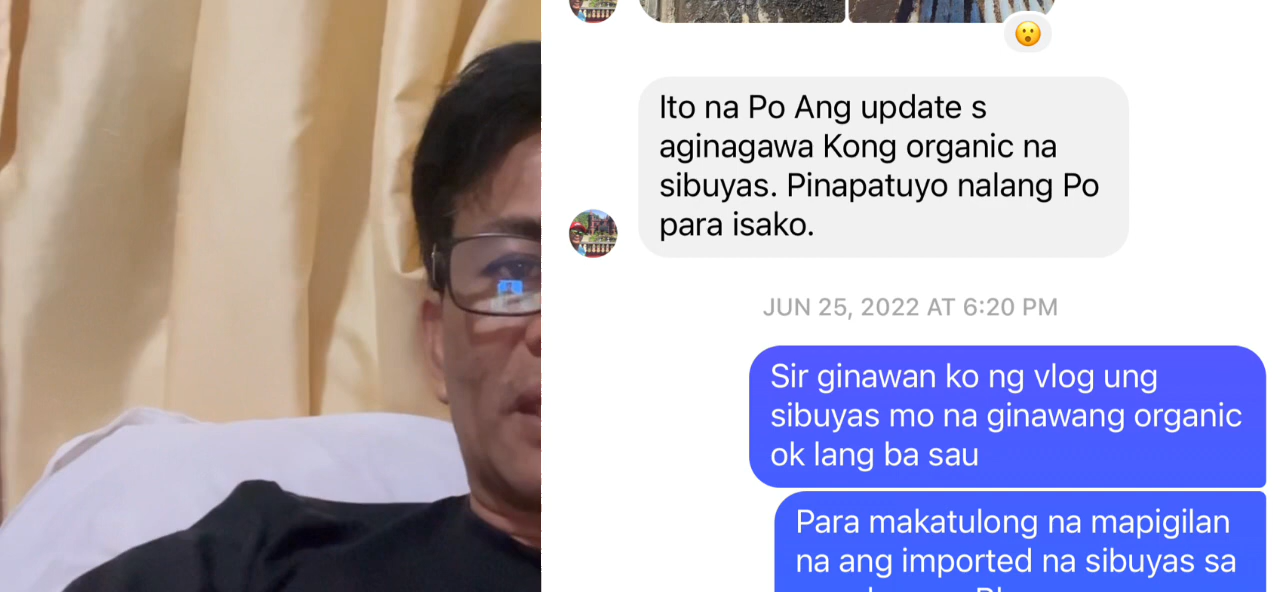 Ito na Po Ang update s
aginagawa Kong organic na
sibuyas. Pinapatuyo nalang Po
para isako.
JUN 25, 2022 AT 6:20 PM
Sir ginawan ko ng vlog ung
sibuyas mo na ginawang organic
ok lang ba sau
Para makatulong na mapigilan
na ang imported na sibuyas sa